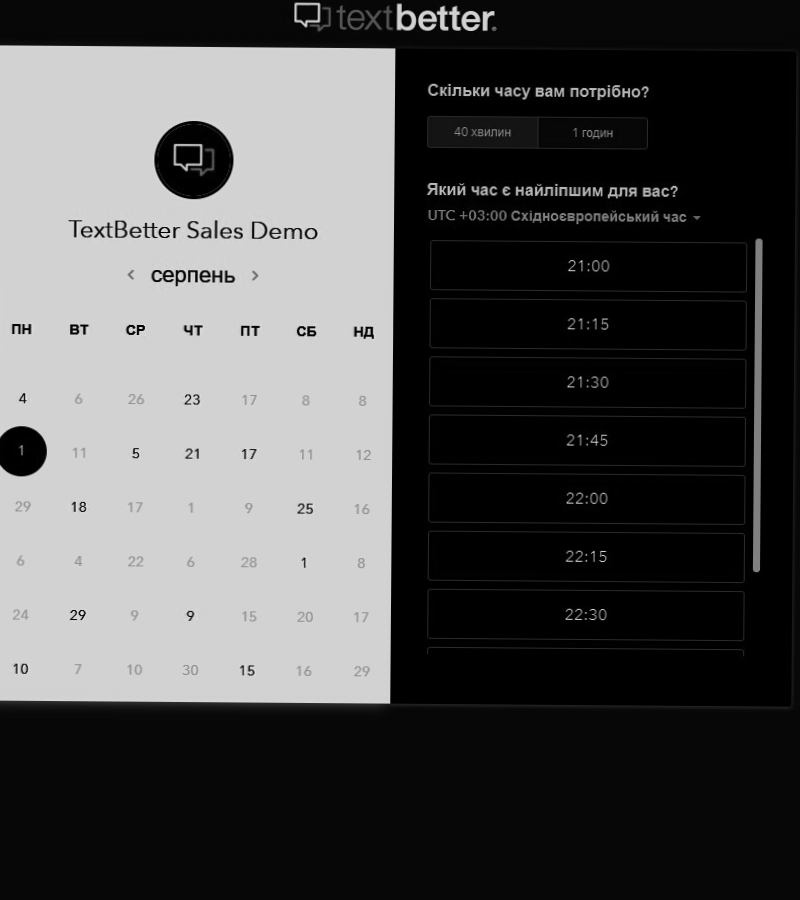 textbetter.
TextBetter Sales Demo
серпень
ПН ВТ СР ЧТ ПТ СБ НД
4 6 26 23 17 8 8
1 11 5 21 17 11 12
29 18 17 1 9 25 16
6 4 22 6 28 1 8
24 29 9 9 15 20 17
10 7 10 30 15 16 29
Скільки часу вам потрібно?
40 хвилин 1 годин
Який час є найліпшим для вас?
UTC +03:00 Східноєвропейський час
21:00
21:15
21:30
21:45
22:00
22:15
22:30